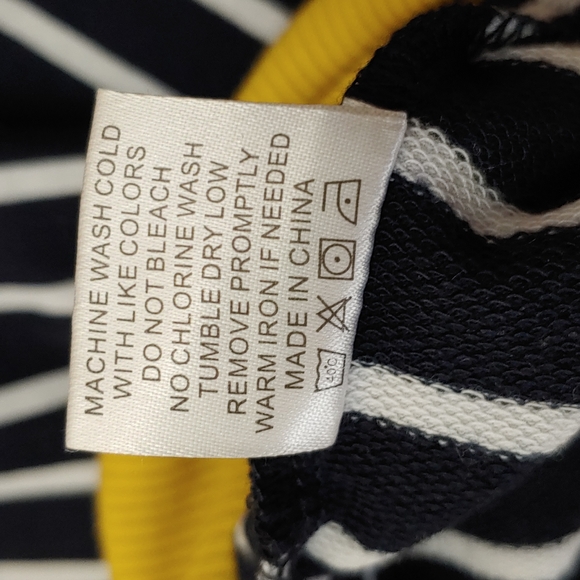 MACHINE WASH COLD
WITH LIKE COLORS
DO NOT BLEACH
NO CHLORINE WASH
TUMBLE DRY LOW
REMOVE PROMPTLY
WARM IRON IF NEEDED
MADE IN CHINA
40°C